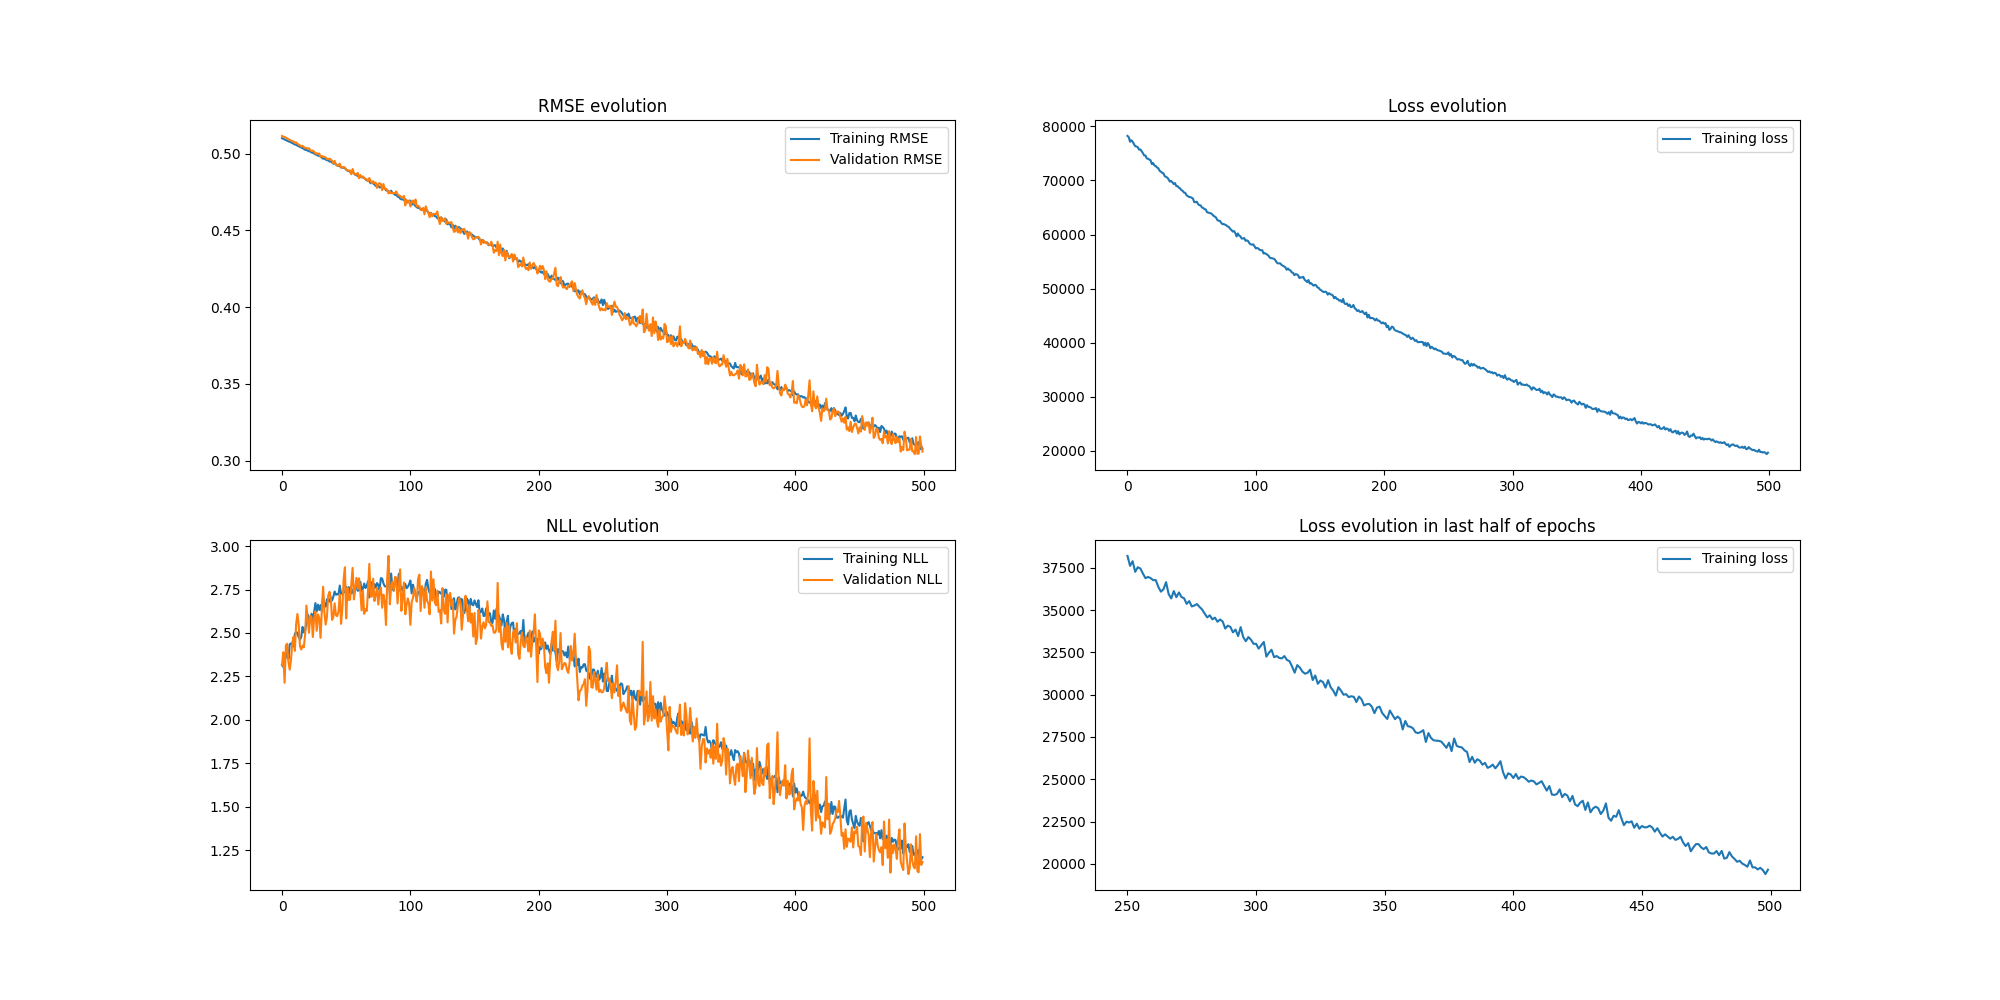 RMSE evolution
Training RMSE
Validation RMSE
0.50
0.45
0.40
0.35
0.30
0 100 200 300 400 500
Loss evolution
Training loss
80000
70000
60000
50000
40000
30000
20000
0 100 200 300 400 500
NLL evolution
Training NLL
Validation NLL
3.00
2.75
2.50
2.25
2.00
1.75
1.50
1.25
0 100 200 300 400 500
Loss evolution in last half of epochs
Training loss
37500
35000
32500
30000
27500
25000
22500
20000
250 300 350 400 450 500